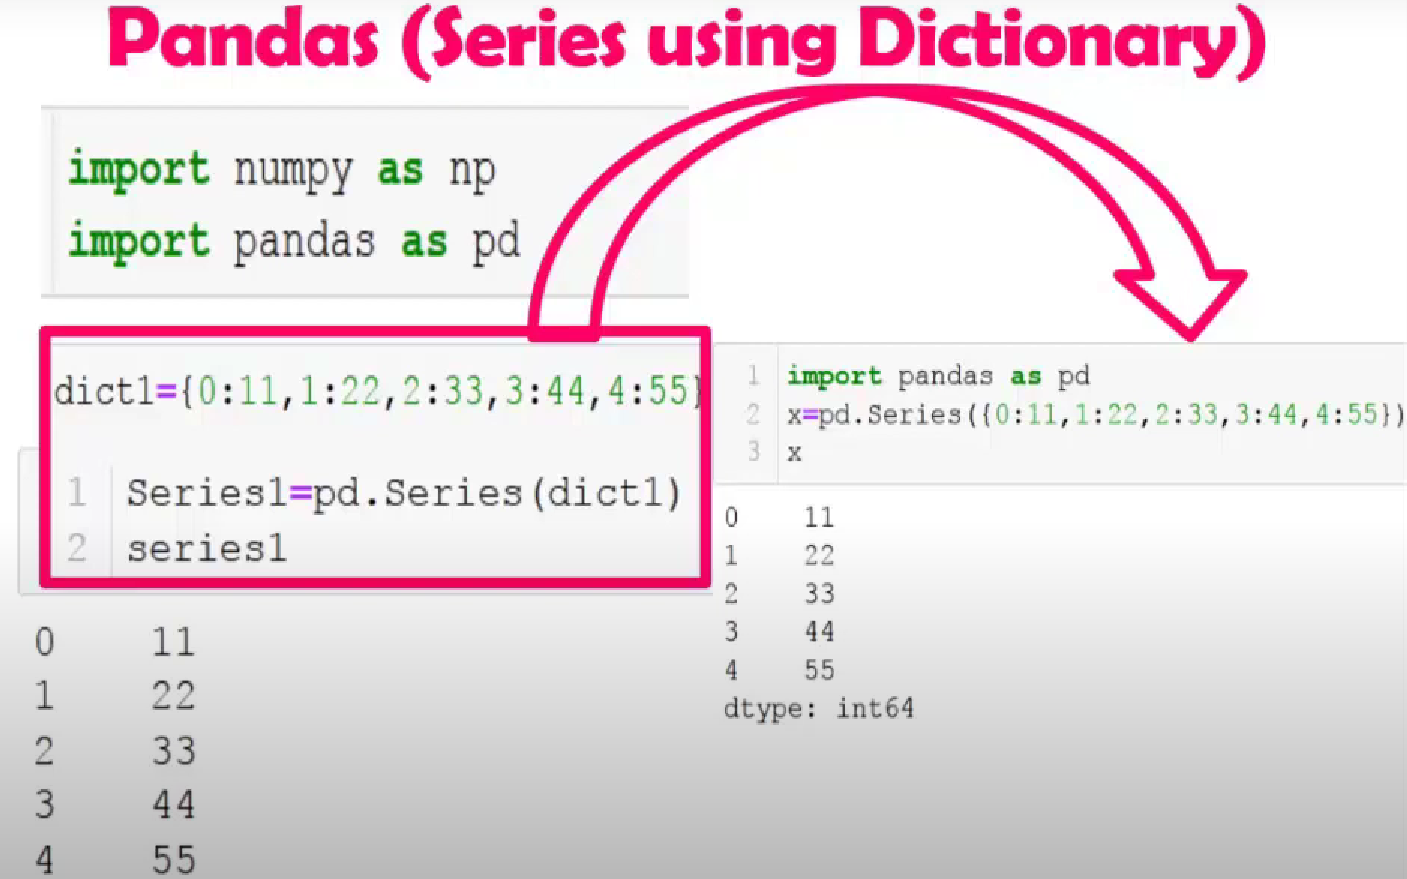 Pandas (Series using Dictionary)
import numpy as np
import pandas as pd
dict1={0:11,1:22,2:33,3:44,4:55}
1 Series1=pd.Series(dict1)
2 series1
0 11
1 22
2 33
3 44
4 55
1 import pandas as pd
2 x=pd.Series({0:11,1:22,2:33,3:44,4:55})
3 x
0 11
1 22
2 33
3 44
4 55
dtype: int64